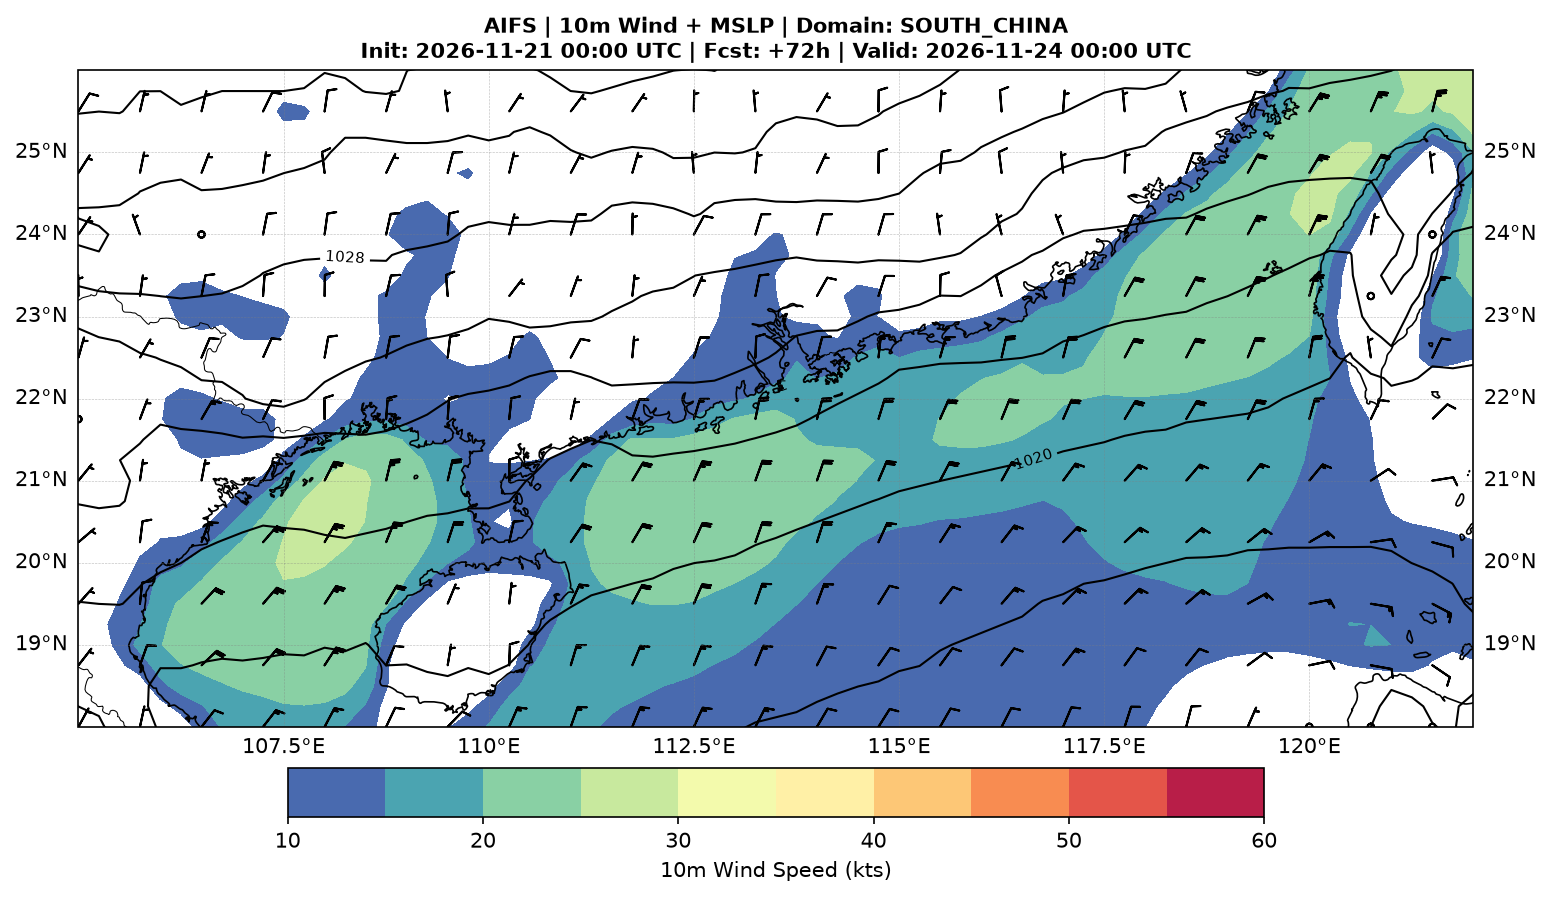 AIFS | 10m Wind + MSLP | Domain: SOUTH_CHINA
Init: 2026-11-21 00:00 UTC | Fcst: +72h | Valid: 2026-11-24 00:00 UTC
25°N 25°N
24°N 24°N
1028
23°N 23°N
22°N 22°N
1020
21°N 21°N
20°N 20°N
19°N 19°N
107.5°E 110°E 112.5°E 115°E 117.5°E 120°E
10 20 30 40 50 60
10m Wind Speed (kts)